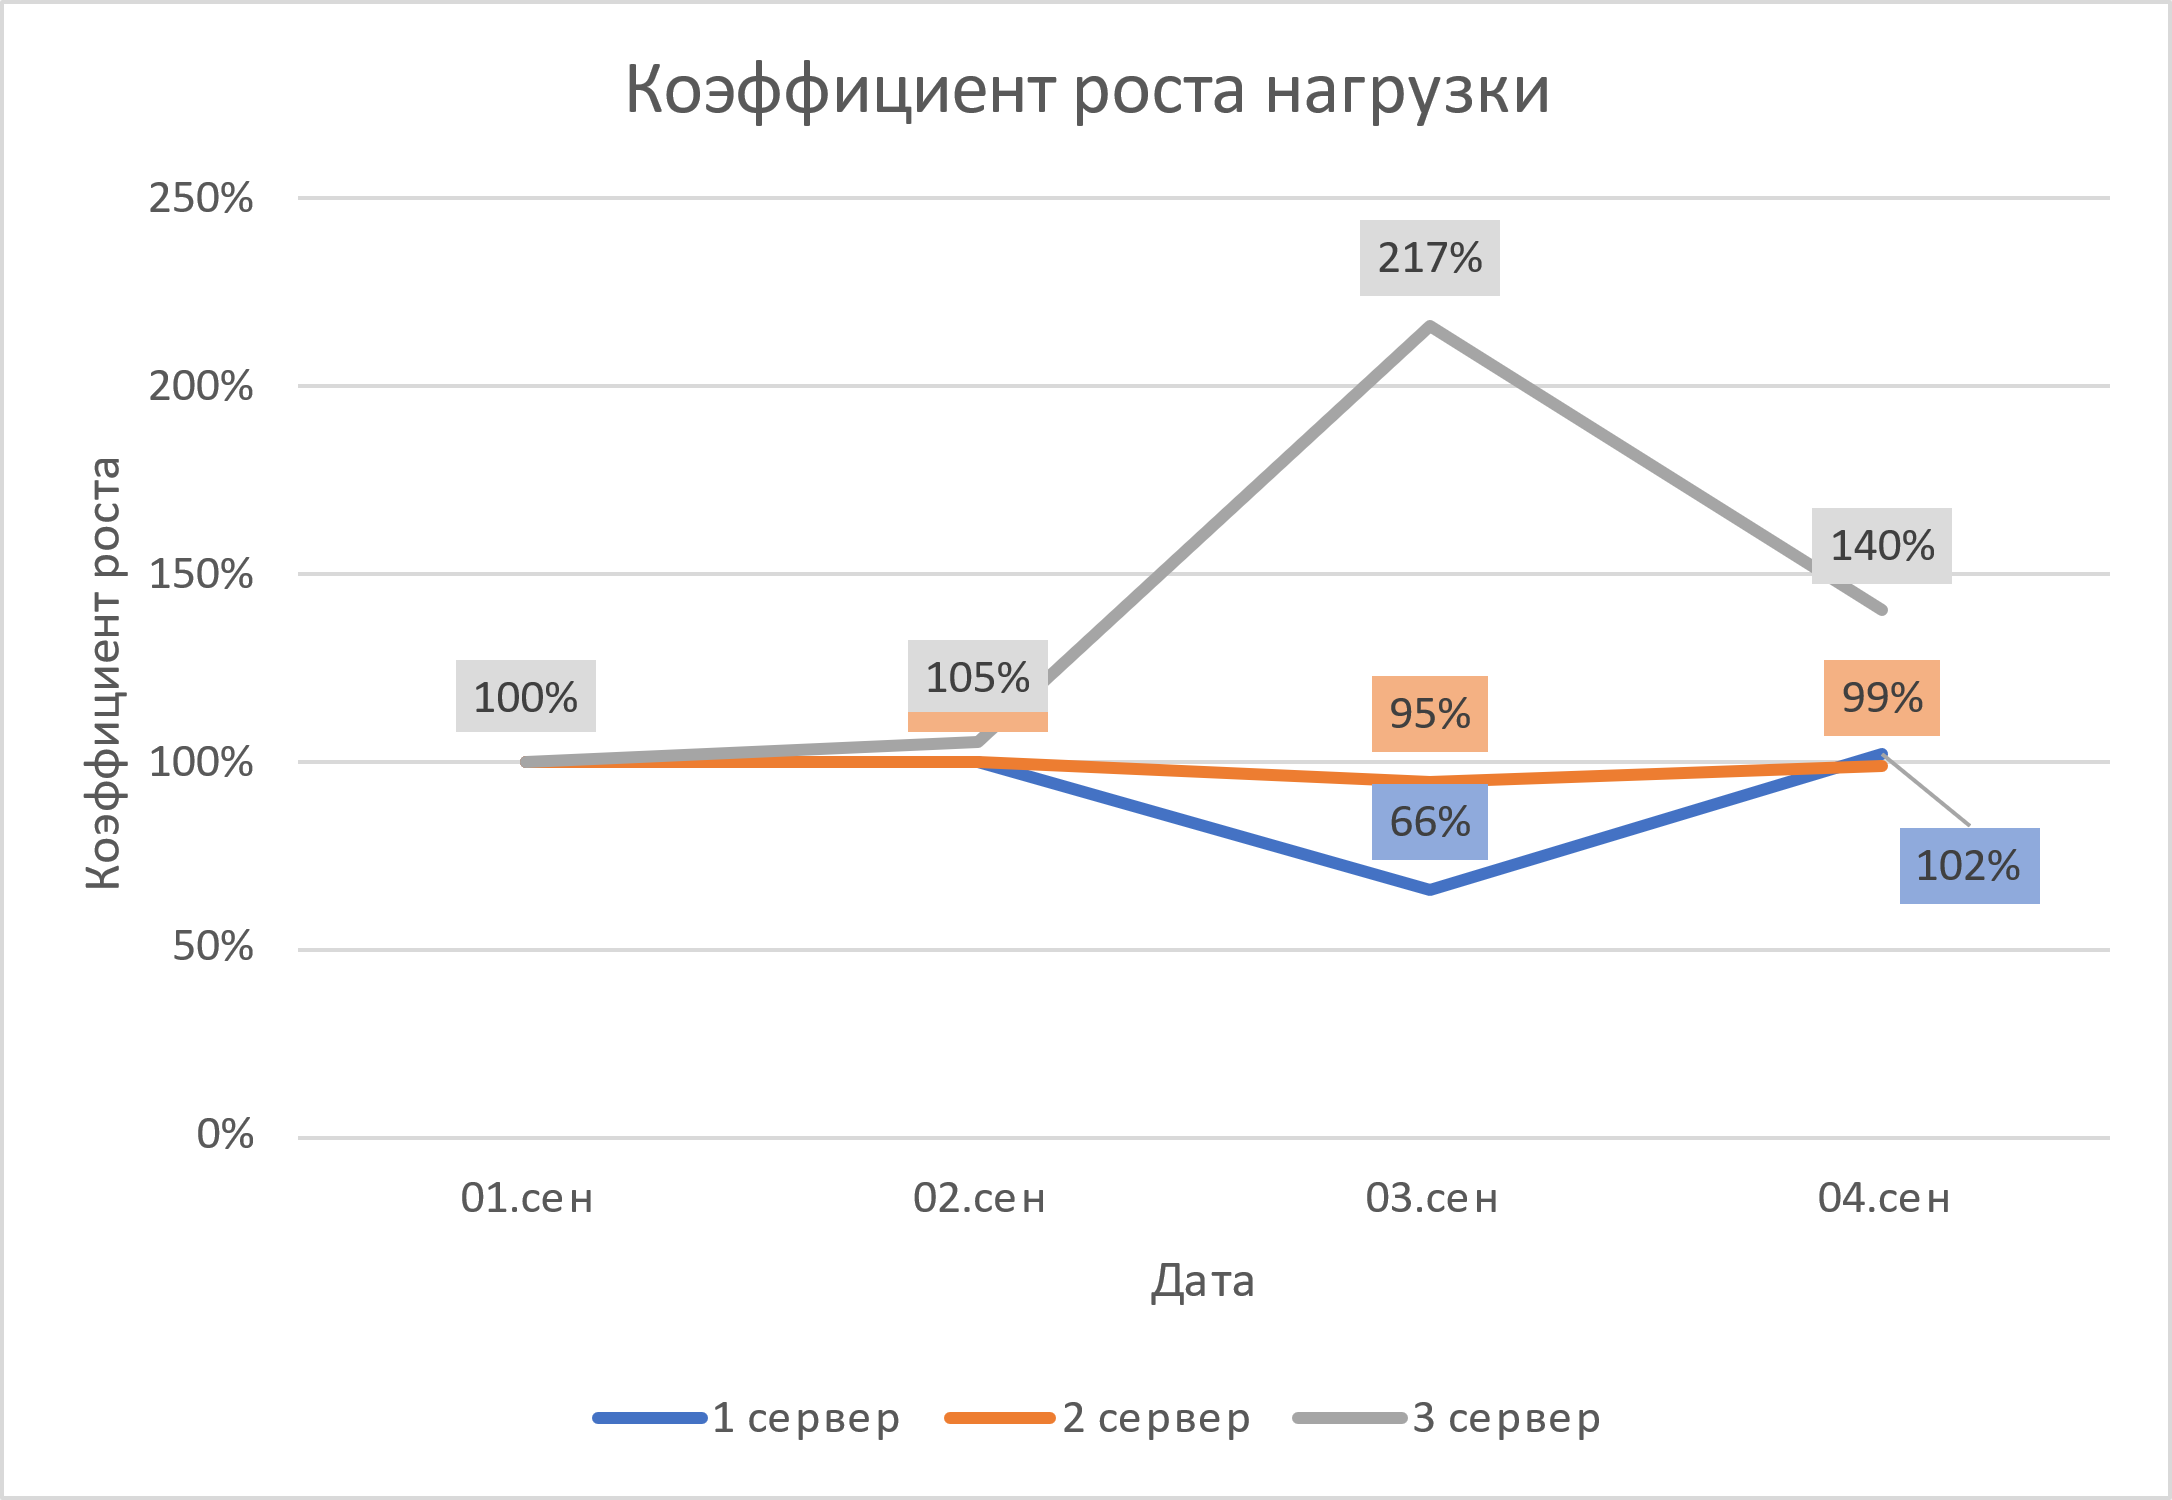 Коэффициент роста нагрузки
250%
200%
150%
100%
50%
0%
Коэффициент роста
217%
140%
105%
100%
95%
99%
66%
102%
01.сен
02.сен
03.сен
04.сен
Дата
1 сервер
2 сервер
3 сервер